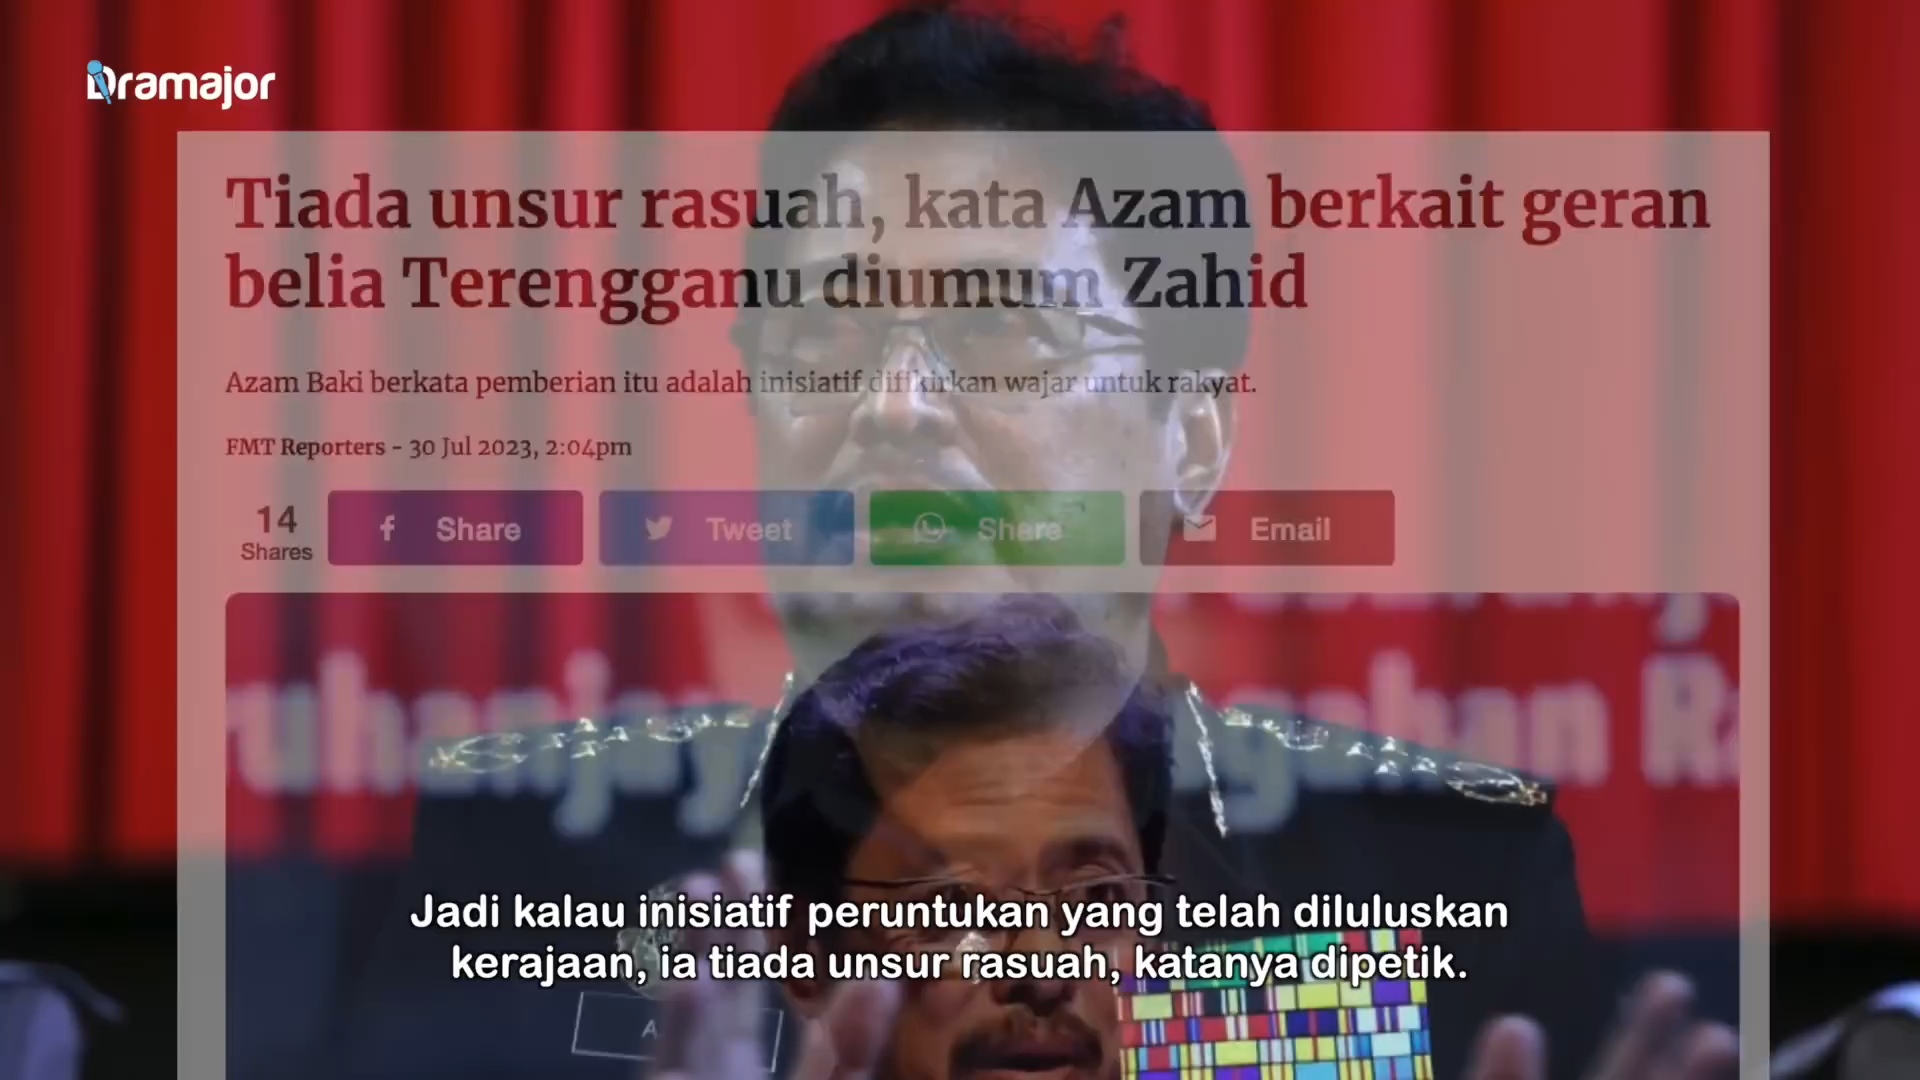 Dramajor
Tiada unsur rasuah, kata Azam berkait geran
belia Terengganu diumum Zahid
Azam Baki berkata pemberian itu adalah inisiatif difikirkan wajar untuk rakyat.
FMT Reporters - 30 Jul 2023, 2:04pm
14
Shares
Share
Tweet
Share
Email
Jadi kalau inisiatif peruntukan yang telah diluluskan
kerajaan, ia tiada unsur rasuah, katanya dipetik.